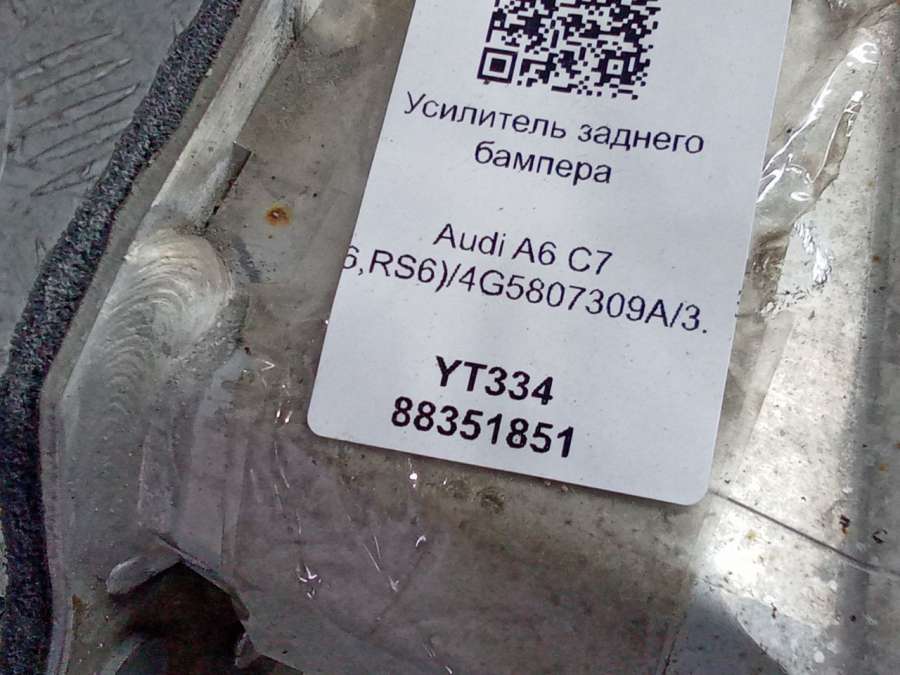 Усилитель заднего
бампера
Audi A6 C7
6,RS6)/4G5807309A/3.
YT334
88351851